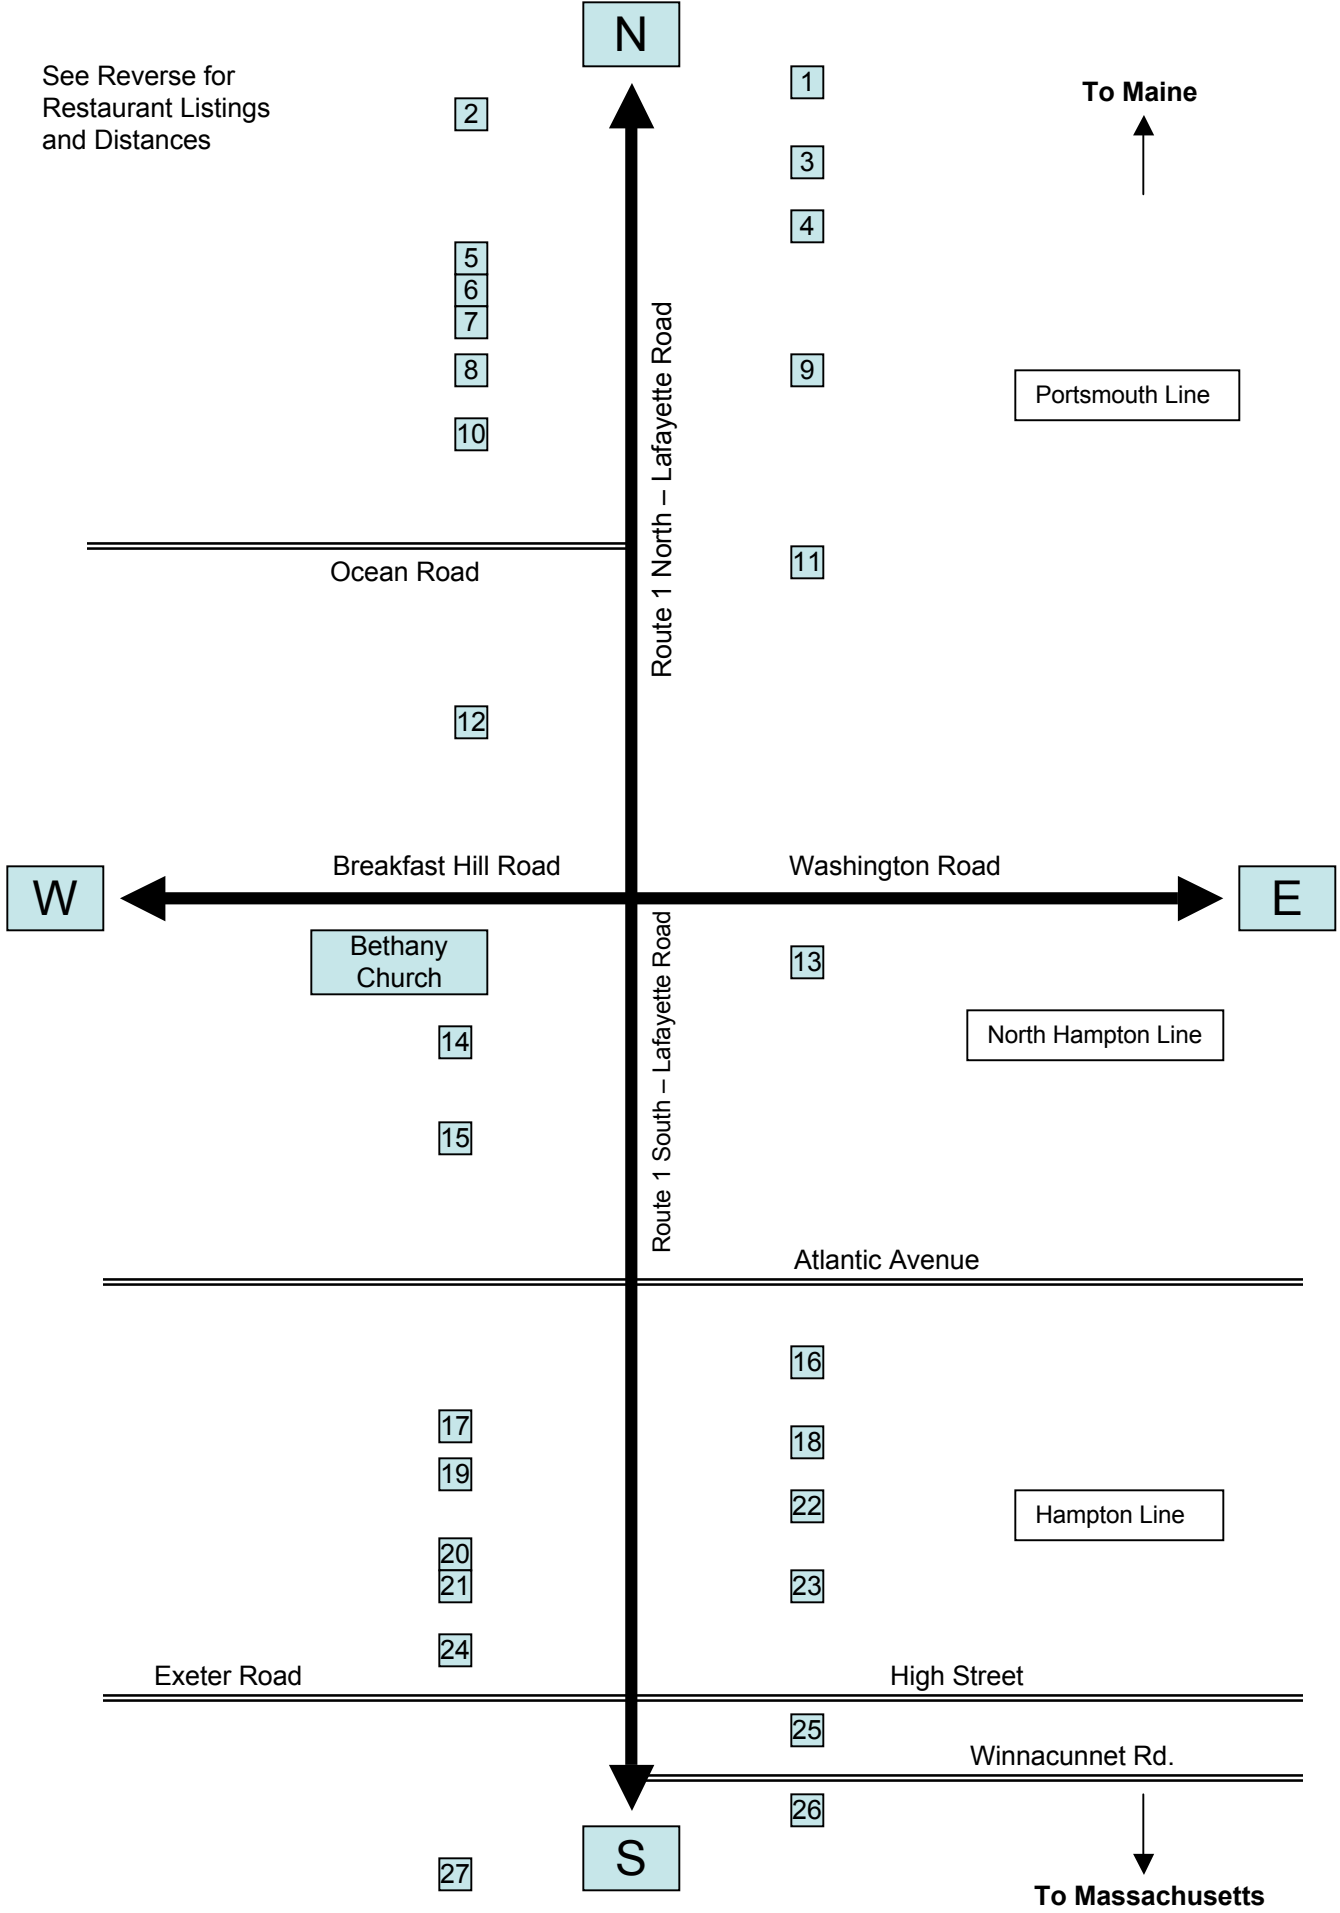 N
See Reverse for
Restaurant Listings
and Distances
1
To Maine
2
3
4
5
6
7
8
9
Portsmouth Line
10
Route 1 North – Lafayette Road
Ocean Road
11
12
Breakfast Hill Road
Washington Road
W
E
Bethany
Church
13
Route 1 South – Lafayette Road
14
North Hampton Line
15
Atlantic Avenue
16
17
18
19
22
Hampton Line
20
21
23
24
Exeter Road
High Street
25
Winnacunnet Rd.
26
S
27
To Massachusetts